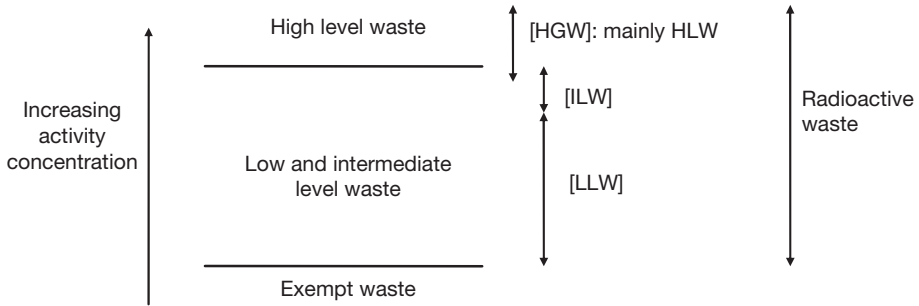 High level waste
[HGW]: mainly HLW
[ILW]
Increasing
activity
concentration
Radioactive
waste
Low and intermediate
level waste
[LLW]
Exempt waste